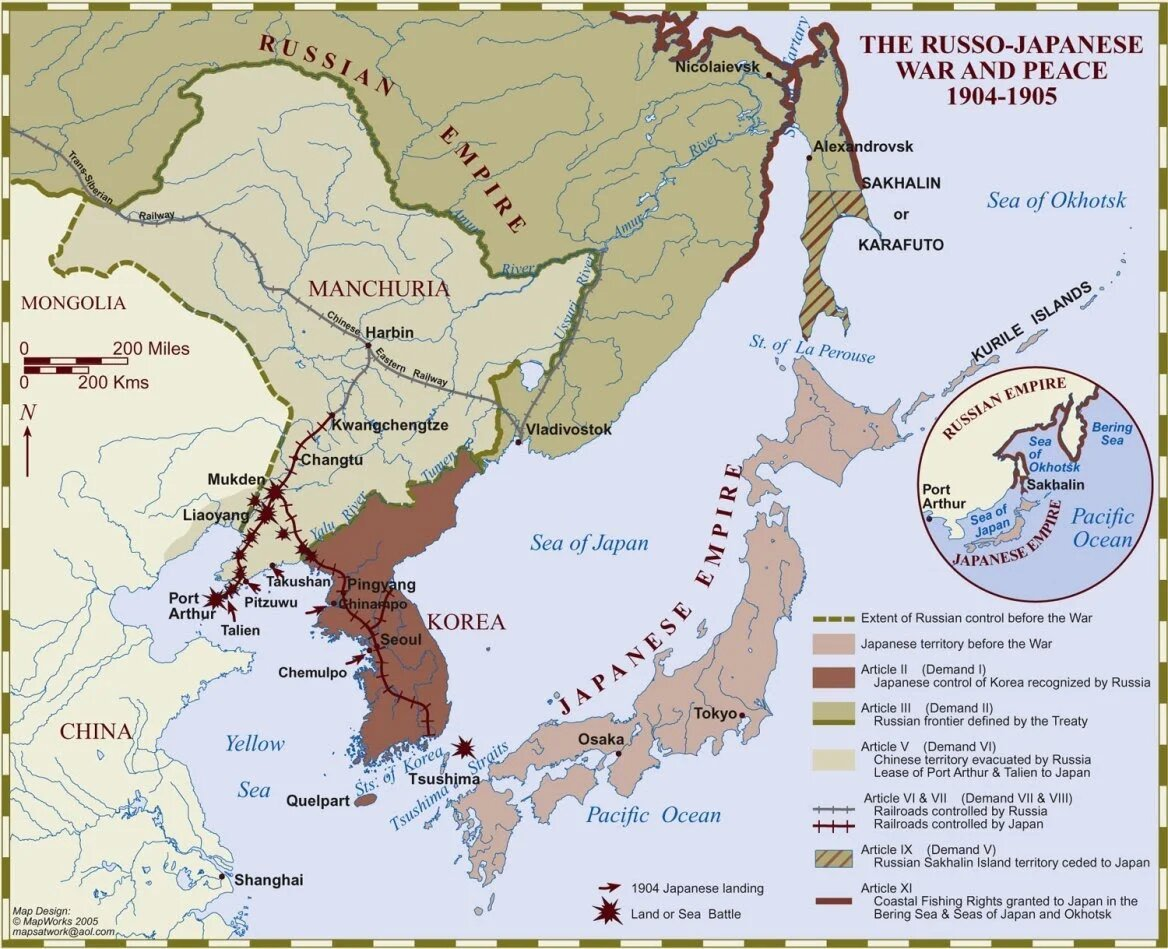 THE RUSSO-JAPANESE
WAR AND PEACE
1904-1905
RUSSIAN
EMPIRE
Nicolaievsk
Tartary
Alexandrovsk
SAKHALIN
or
KARAFUTO
Sea of Okhotsk
Trans-Siberian
Railway
Amur
River
Amur
River
Ussuri River
MONGOLIA
MANCHURIA
0 200 Miles
0 200 Kms
N
Chinese
Harbin
Eastern Railway
St. of La Perouse
KURILE ISLANDS
Kwangchengtze
Vladivostok
Changtu
Mukden
Tumen R.
Liaoyang
Yalu River
Sea of Japan
JAPANESE EMPIRE
RUSSIAN EMPIRE
Bering
Sea
Sea
of
Okhotsk
Sakhalin
Port
Arthur
Sea of
Japan
JAPANESE EMPIRE
Pacific
Ocean
Takushan
Pingyang
Port
Arthur
Pitzuwu
Chinampo
Talien
KOREA
Seoul
Chemulpo
CHINA
Yellow
Sea
Sts. of Korea
Tsushima
Tsushima Straits
Quelpart
Tokyo
Osaka
Pacific Ocean
Shanghai
Extent of Russian control before the War
Japanese territory before the War
Article II (Demand I)
Japanese control of Korea recognized by Russia
Article III (Demand II)
Russian frontier defined by the Treaty
Article V (Demand VI)
Chinese territory evacuated by Russia
Lease of Port Arthur & Talien to Japan
Article VI & VII (Demand VII & VIII)
Railroads controlled by Russia
Railroads controlled by Japan
Article IX (Demand V)
Russian Sakhalin Island territory ceded to Japan
Article XI
Coastal Fishing Rights granted to Japan in the
Bering Sea & Seas of Japan and Okhotsk
1904 Japanese landing
Land or Sea Battle
Map Design:
© MapWorks 2005
mapsatwork@aol.com